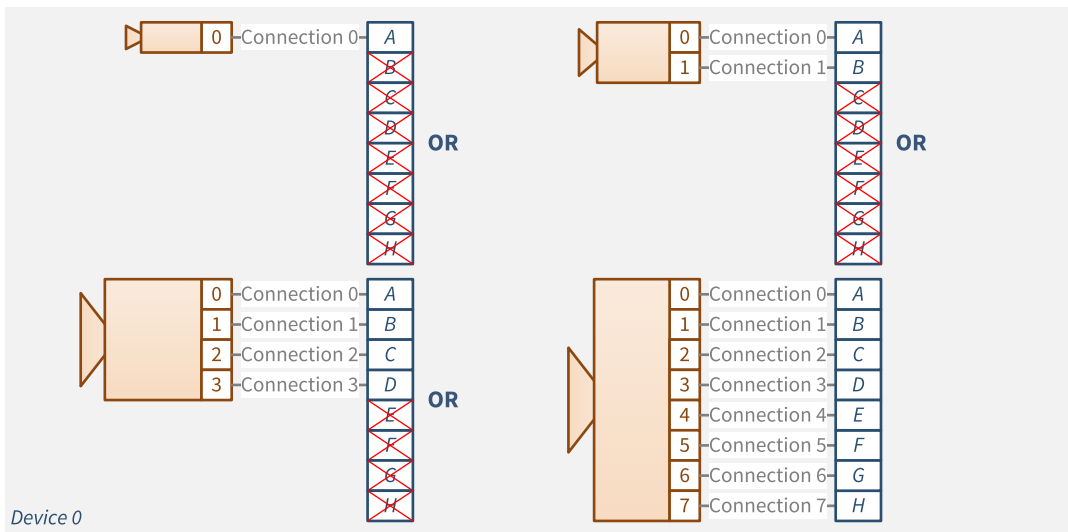 0 Connection 0 A
B
C
D
E
F
G
H
OR
0 Connection 0 A
1 Connection 1 B
C
D
E
F
G
H
OR
0 Connection 0 A
1 Connection 1 B
2 Connection 2 C
3 Connection 3 D
E
F
G
H
OR
0 Connection 0 A
1 Connection 1 B
2 Connection 2 C
3 Connection 3 D
4 Connection 4 E
5 Connection 5 F
6 Connection 6 G
7 Connection 7 H
Device 0